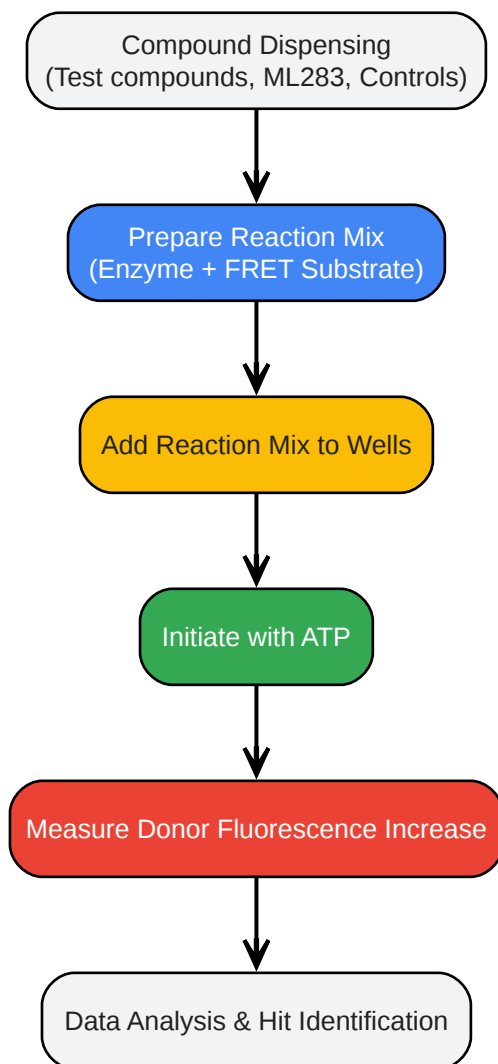 Compound Dispensing
(Test compounds, ML283, Controls)
Prepare Reaction Mix
(Enzyme + FRET Substrate)
Add Reaction Mix to Wells
Initiate with ATP
Measure Donor Fluorescence Increase
Data Analysis & Hit Identification